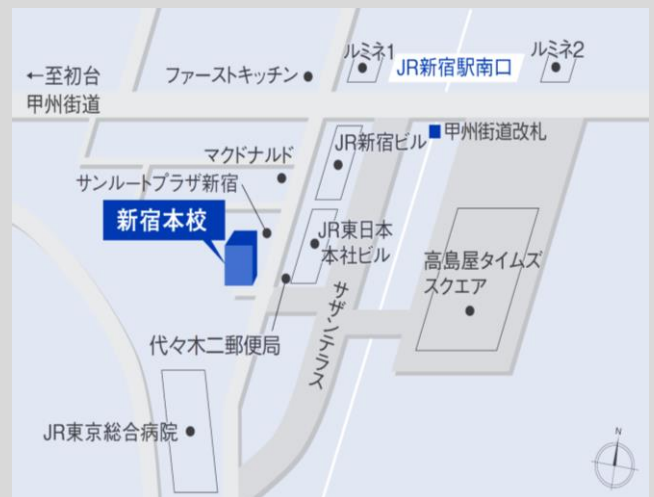 ルミネ1
ルミネ2
JR新宿駅南口
←至初台
ファーストキッチン
甲州街道
甲州街道改札
JR新宿ビル
マクドナルド
サンルートプラザ新宿
新宿本校
JR東日本
本社ビル
高島屋タイムズ
スクエア
サザンテラス
代々木二郵便局
JR東京総合病院
N